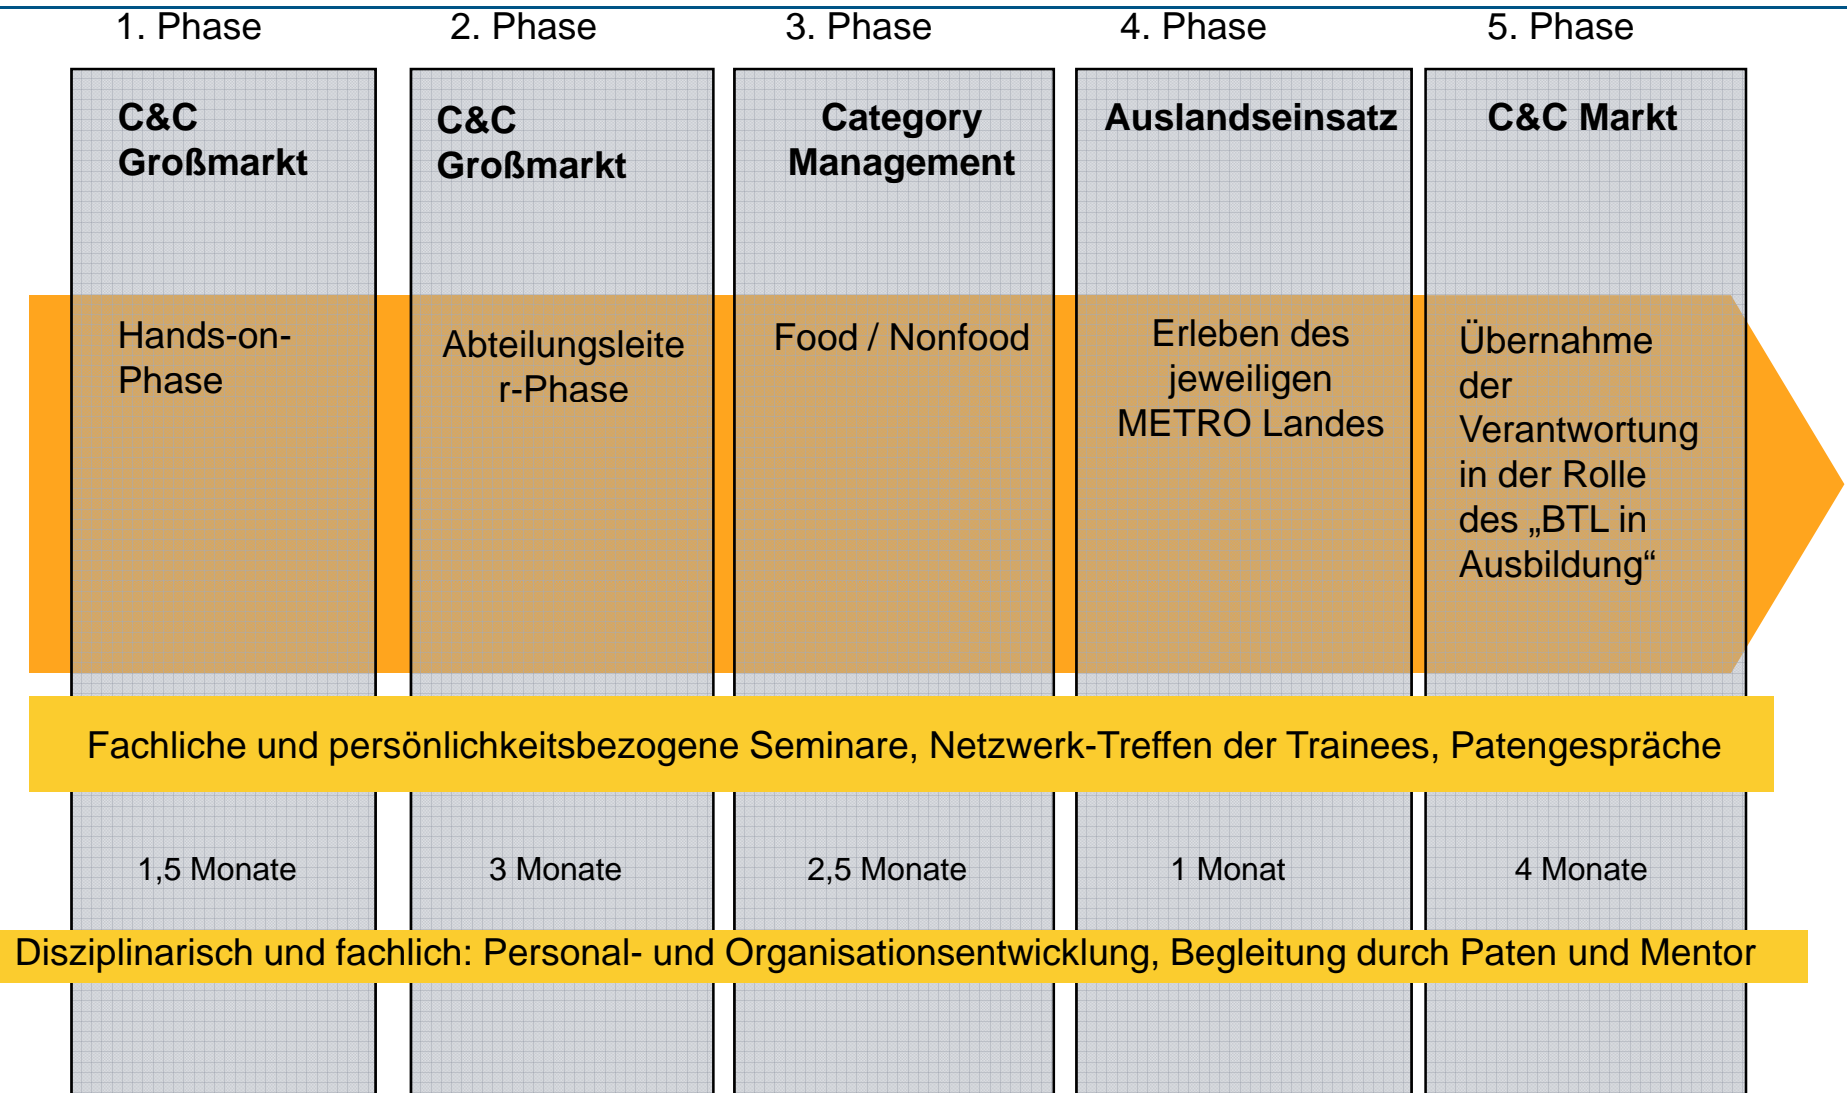 1. Phase
2. Phase
3. Phase
4. Phase
5. Phase
C&C
Großmarkt
C&C
Großmarkt
Category
Management
Auslandseinsatz
C&C Markt
Hands-on-
Phase
Abteilungsleite
r-Phase
Food / Nonfood
Erleben des
jeweiligen
METRO Landes
Übernahme
der
Verantwortung
in der Rolle
des „BTL in
Ausbildung“
Fachliche und persönlichkeitsbezogene Seminare, Netzwerk-Treffen der Trainees, Patengespräche
1,5 Monate
3 Monate
2,5 Monate
1 Monat
4 Monate
Disziplinarisch und fachlich: Personal- und Organisationsentwicklung, Begleitung durch Paten und Mentor